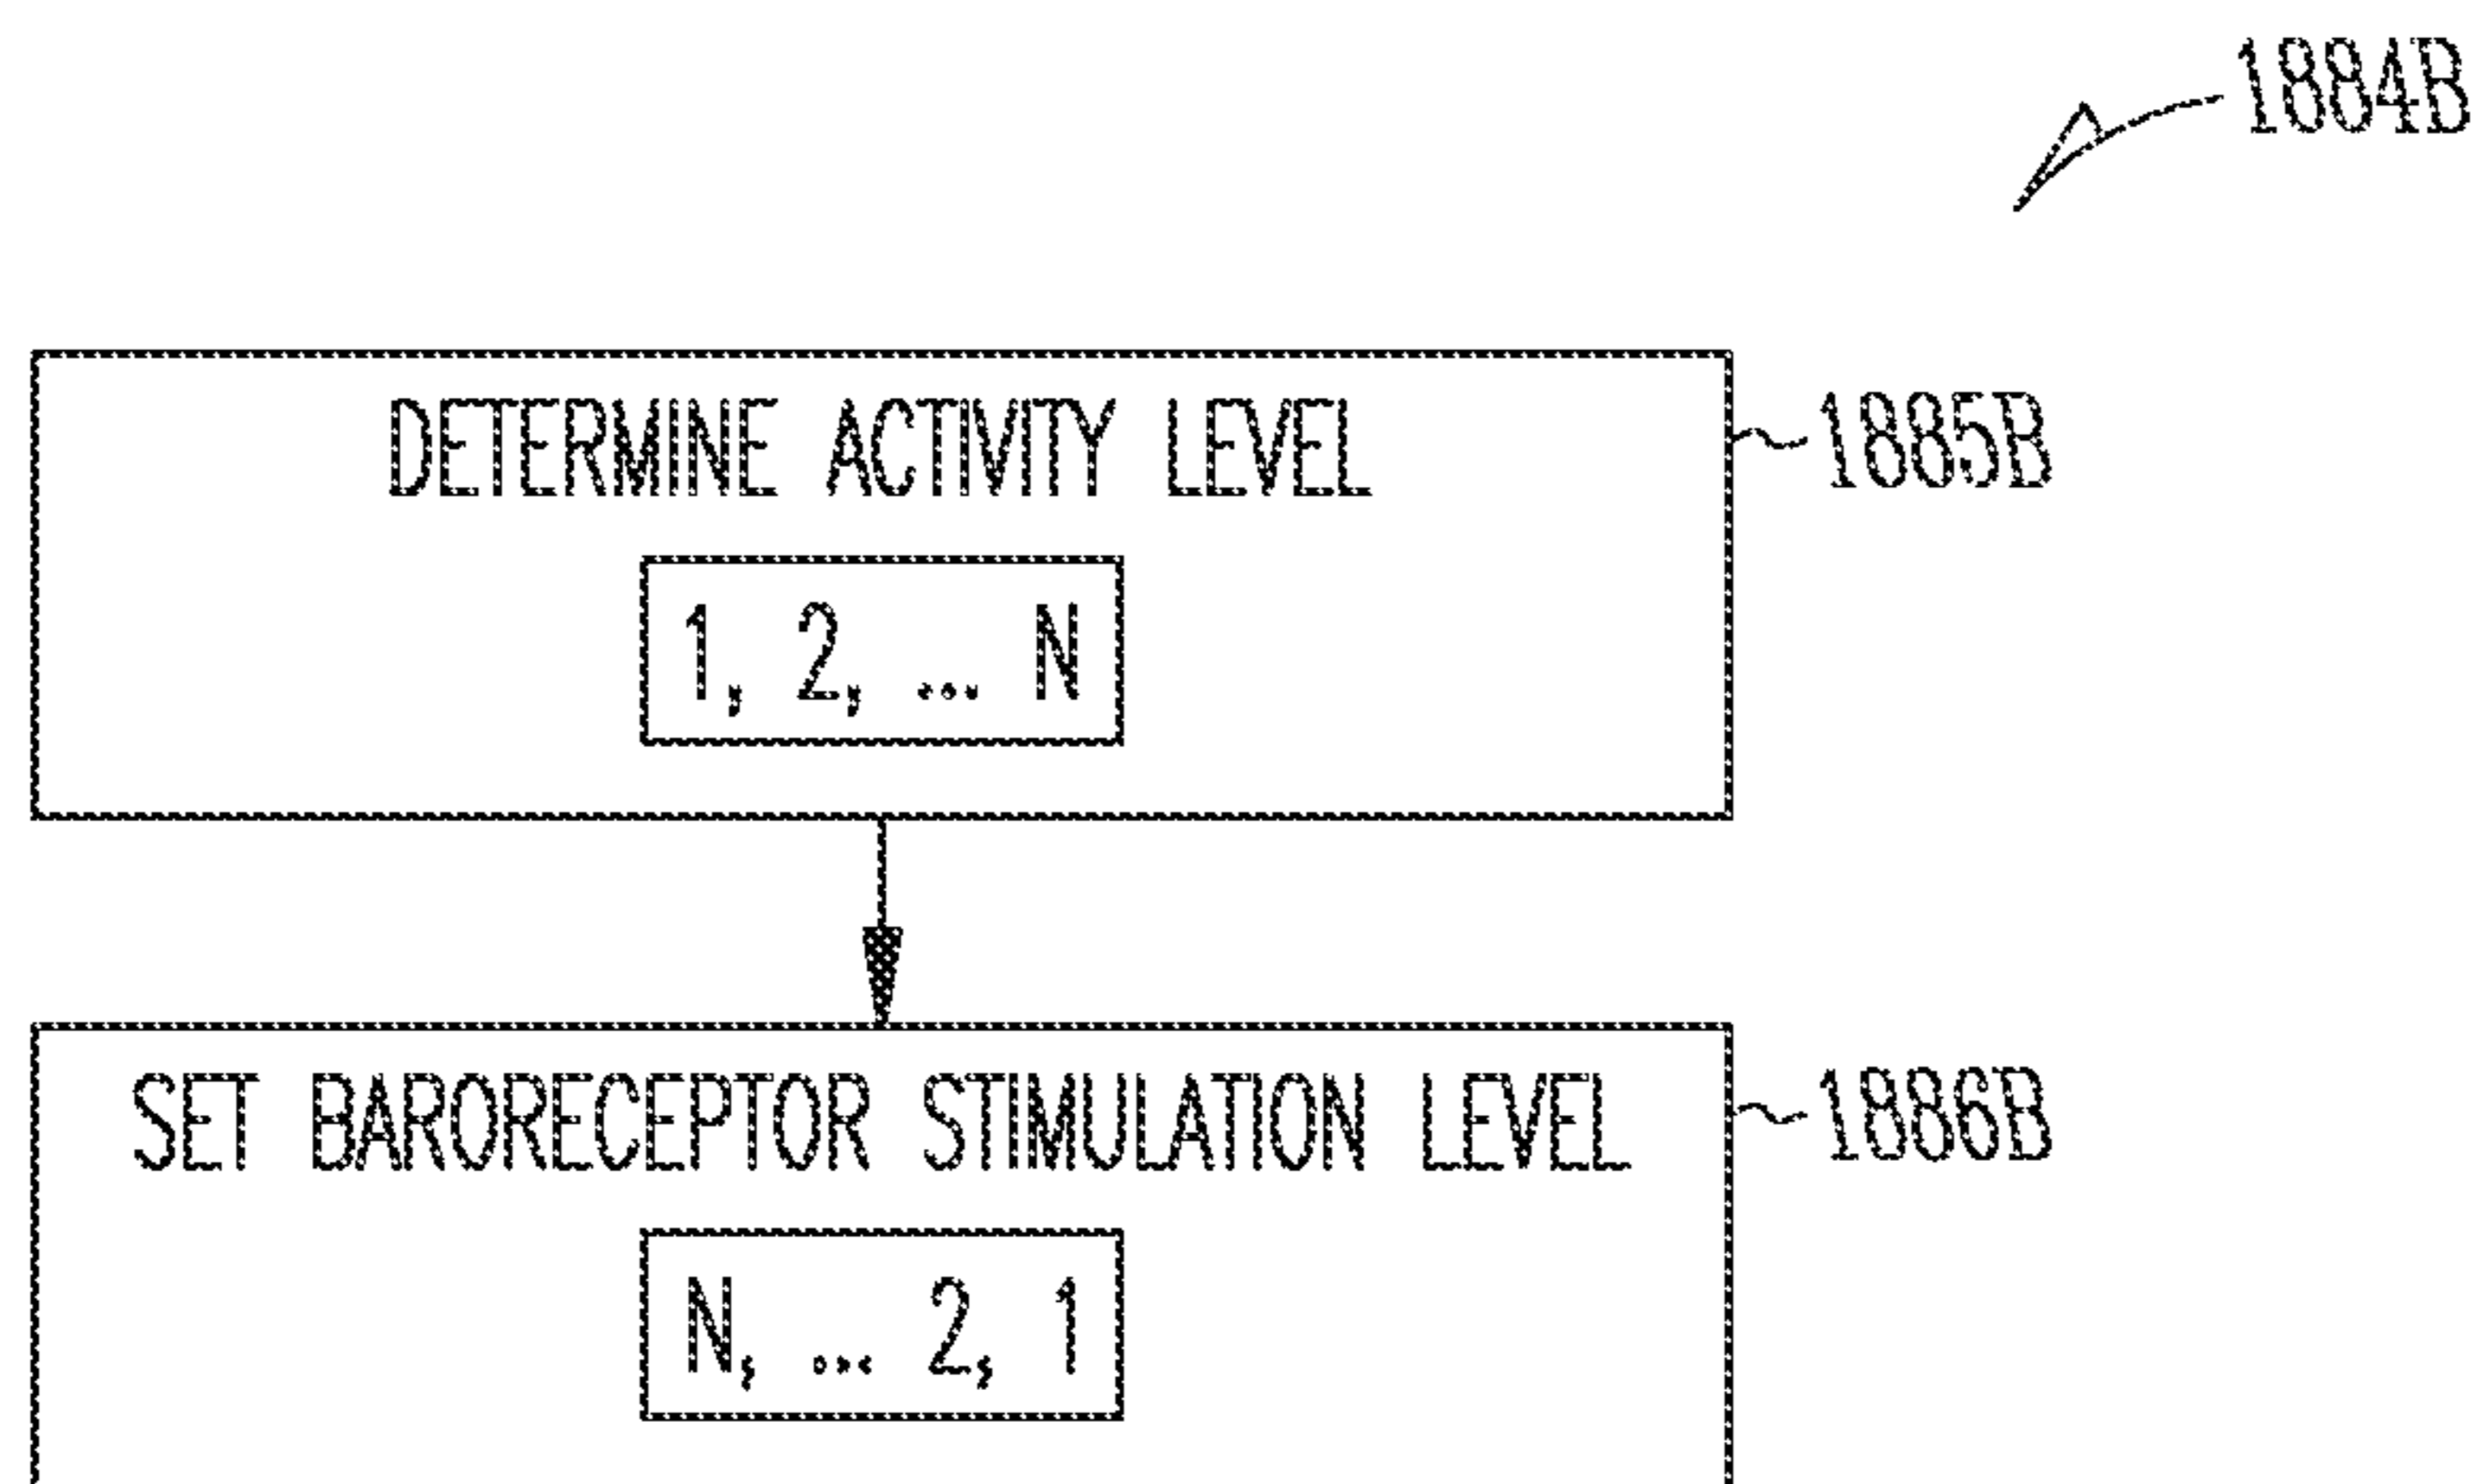 1884B
DETERMINE ACTIVITY LEVEL
1885B
1, 2, ... N
SET BARORECEPTOR STIMULATION LEVEL
1886B
N, ... 2, 1